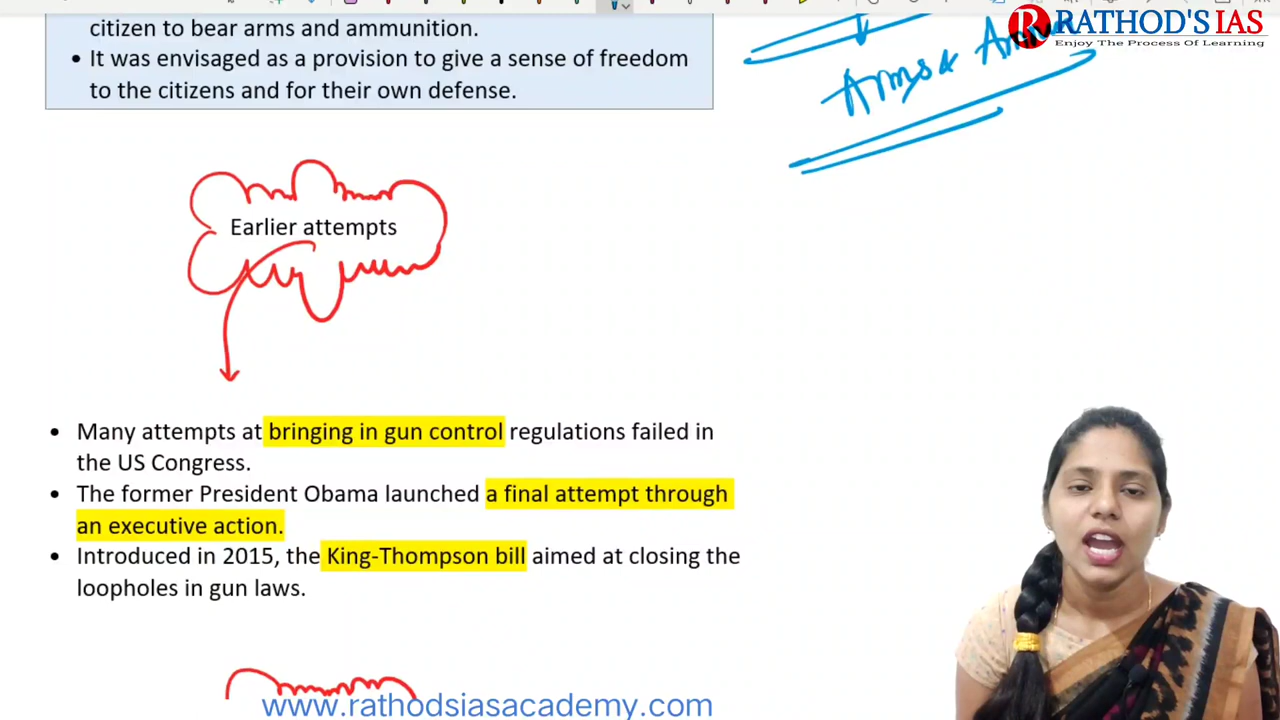 citizen to bear arms and ammunition.
• It was envisaged as a provision to give a sense of freedom
to the citizens and for their own defense.
RATHOD'S IAS
Enjoy The Process Of Learning
Arms &
Earlier attempts
• Many attempts at bringing in gun control regulations failed in
the US Congress.
• The former President Obama launched a final attempt through
an executive action.
• Introduced in 2015, the King-Thompson bill aimed at closing the
loopholes in gun laws.
www.rathodsiasacademy.com